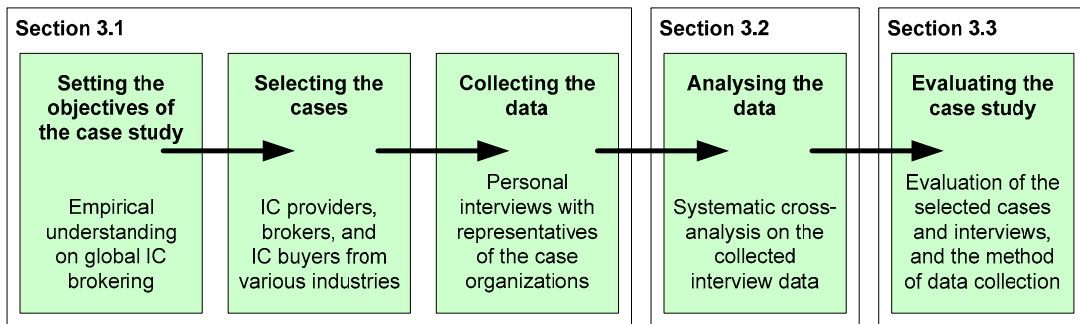 Section 3.1
Setting the
objectives of
the case study
Empirical
understanding
on global IC
brokering
Selecting the
cases
IC providers,
brokers, and
IC buyers from
various industries
Collecting the
data
Personal
interviews with
representatives
of the case
organizations
Section 3.2
Analysing the
data
Systematic cross-
analysis on the
collected
interview data
Section 3.3
Evaluating the
case study
Evaluation of the
selected cases
and interviews,
and the method
of data collection